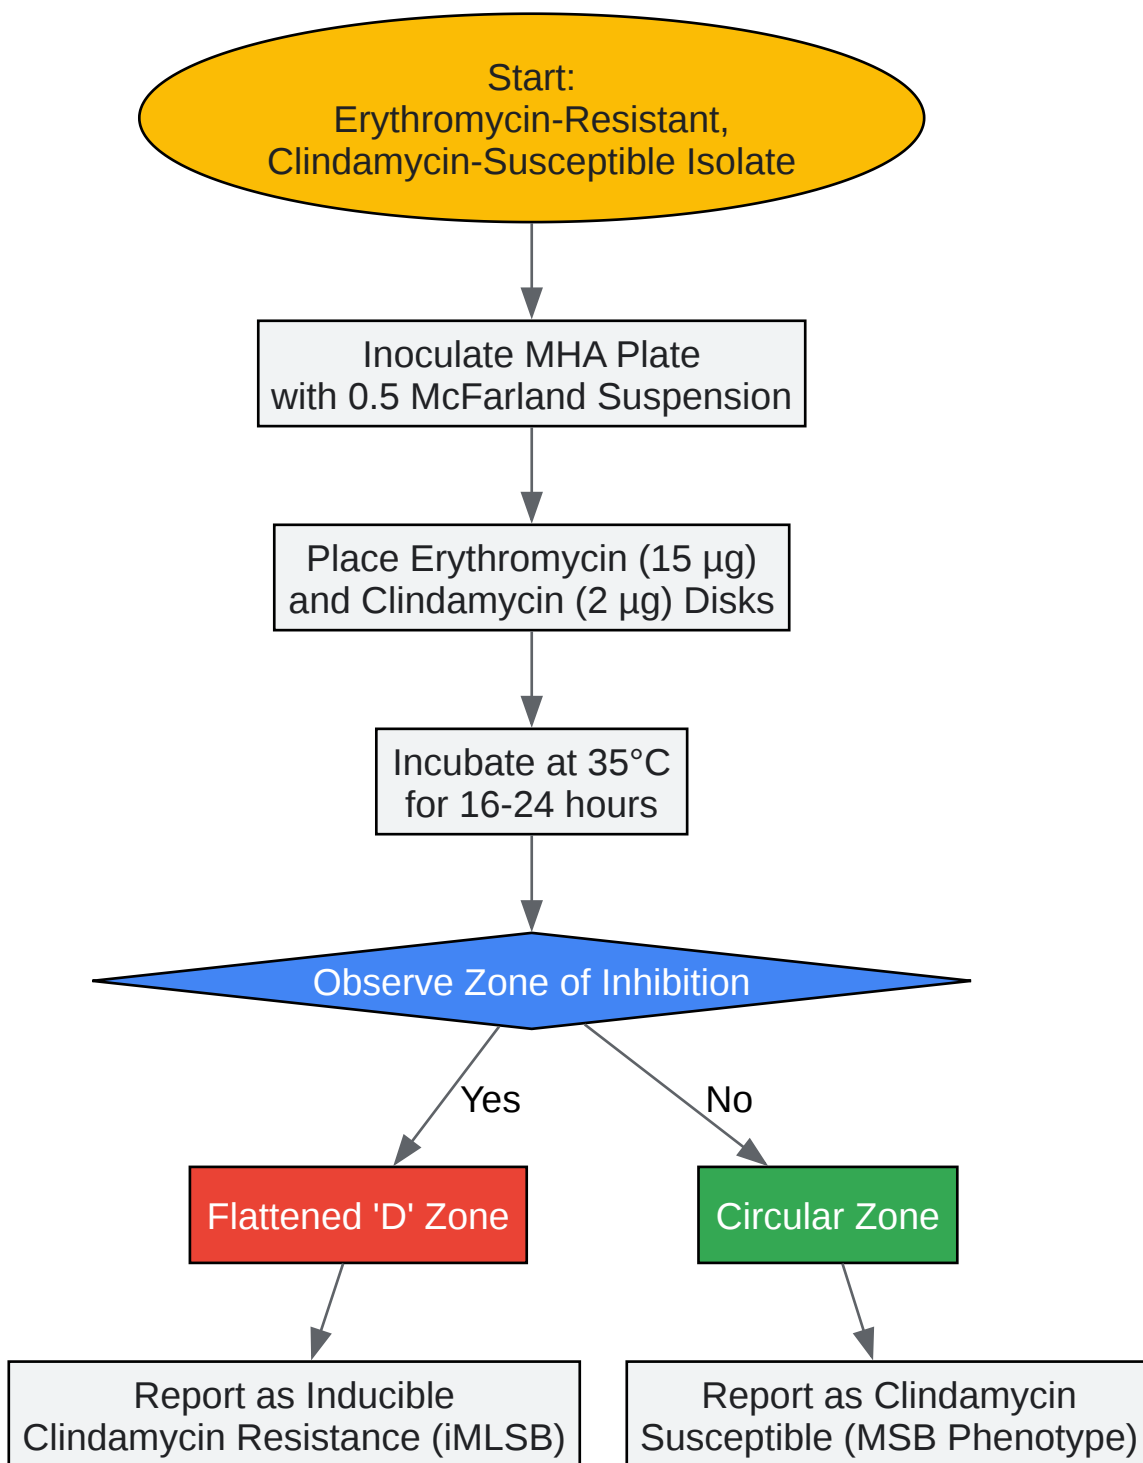 Start:
Erythromycin-Resistant,
Clindamycin-Susceptible Isolate
Inoculate MHA Plate
with 0.5 McFarland Suspension
Place Erythromycin (15 µg)
and Clindamycin (2 µg) Disks
Incubate at 35°C
for 16-24 hours
Observe Zone of Inhibition
Yes
No
Flattened 'D' Zone
Circular Zone
Report as Inducible
Clindamycin Resistance (iMLSB)
Report as Clindamycin
Susceptible (MSB Phenotype)